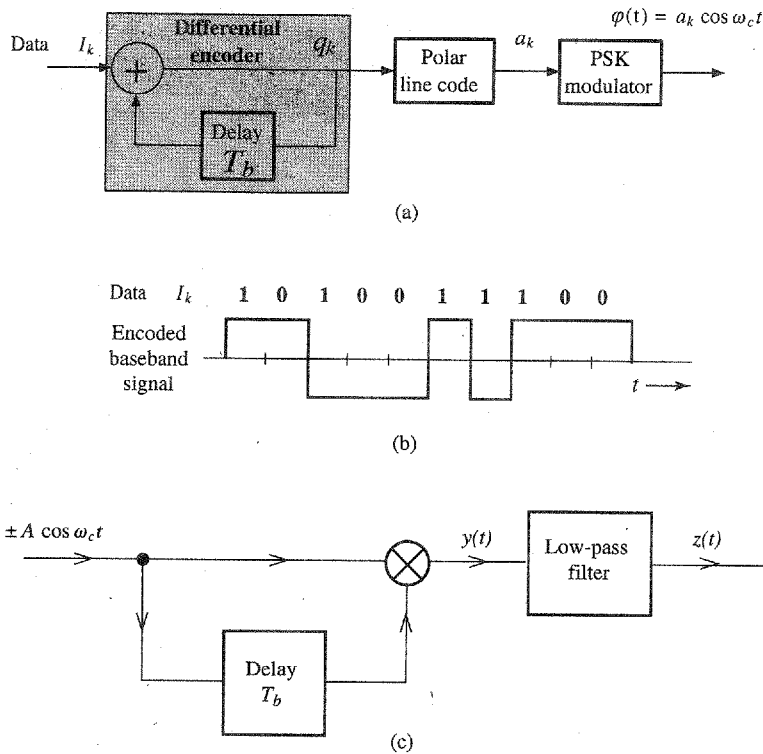 φ(t) = a_k cos ω_c t
Data I_k
Differential
encoder
q_k
a_k
+
Polar
line code
PSK
modulator
Delay
T_b
(a)
Data I_k 1 0 1 0 0 1 1 1 0 0
Encoded
baseband
signal
t
(b)
± A cos ω_c t
y(t)
Low-pass
filter
z(t)
Delay
T_b
(c)